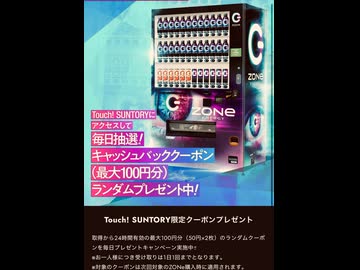 ZONe
ENERGY
Touch! SUNTORYに
アクセスして
毎日抽選!
キャッシュバッククーポン
(最大100円分)
ランダムプレゼント中!
Touch! SUNTORY限定クーポンプレゼント
取得から24時間有効の最大100円分(50円×2枚)のランダムクーポ
ンを毎日プレゼントキャンペーン実施中!!
※お一人様につき受け取りは1日1回までとなります。
※対象のクーポンは次回対象のZONe購入時に適用されます。